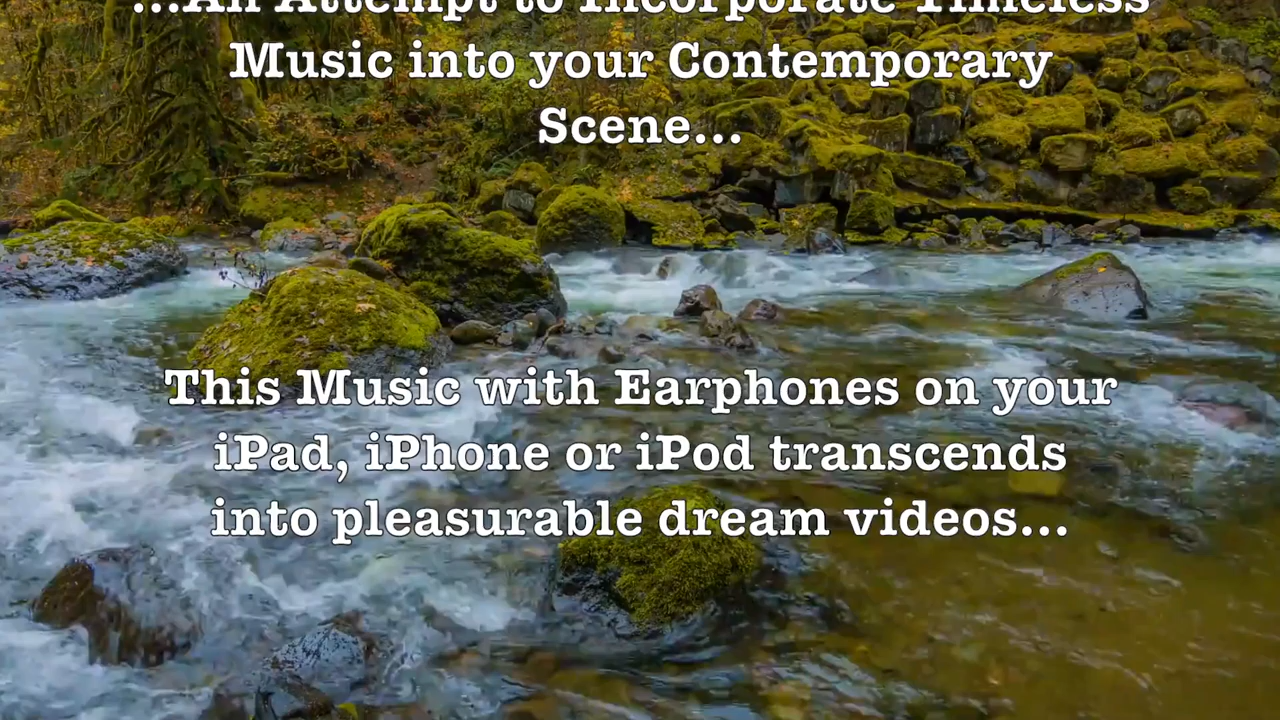 ...An Attempt to Incorporate Timeless
Music into your Contemporary
Scene...
This Music with Earphones on your
iPad, iPhone or iPod transcends
into pleasurable dream videos...